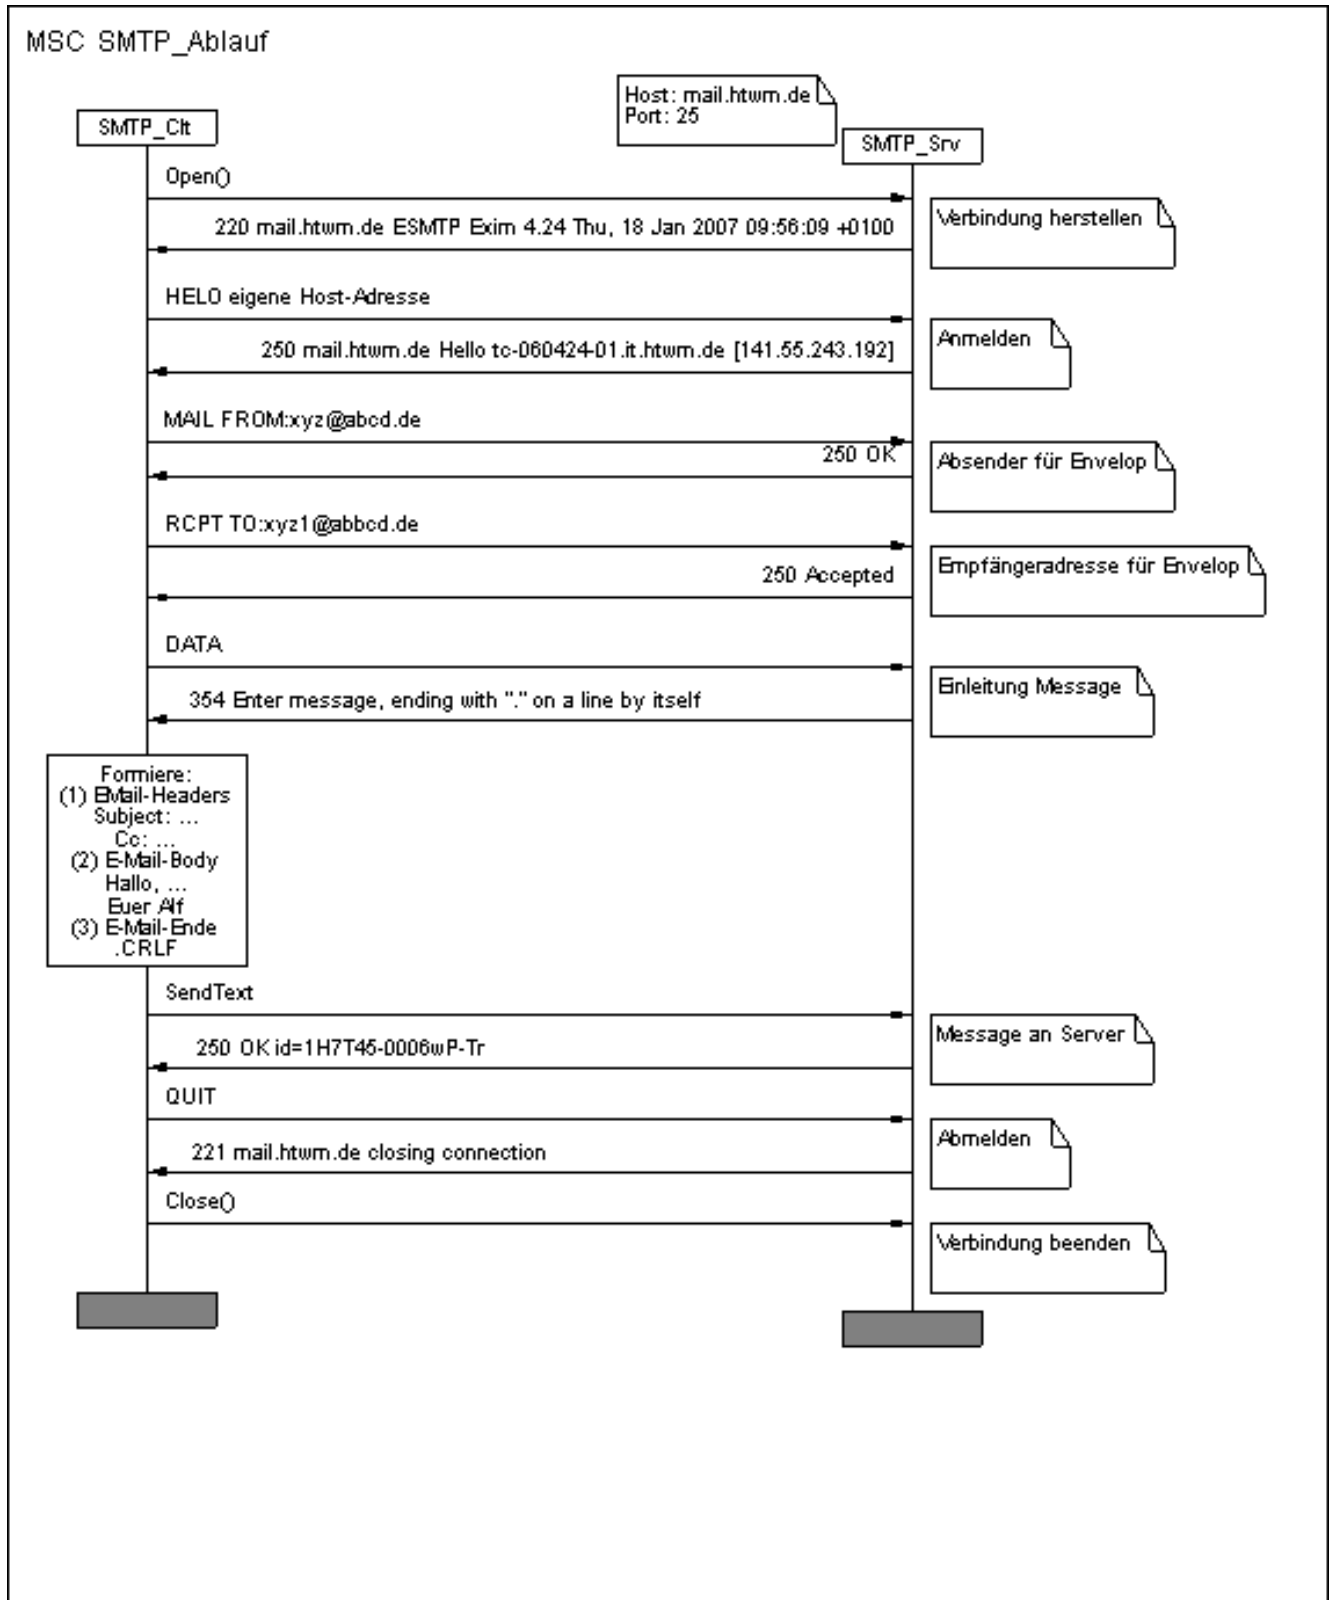 MSC SMTP_Ablauf
Host: mail.htwm.de
Port: 25
SMTP_Clt
SMTP_Srv
Open()
220 mail.htwm.de ESMTP Exim 4.24 Thu, 18 Jan 2007 09:56:09 +0100
Verbindung herstellen
HELO eigene Host-Adresse
250 mail.htwm.de Hello tc-060424-01.it.htwm.de [141.55.243.192]
Anmelden
MAIL FROM:xyz@abcd.de
250 OK
Absender für Envelop
RCPT TO:xyz1@abbcd.de
250 Accepted
Empfängeradresse für Envelop
DATA
354 Enter message, ending with "." on a line by itself
Einleitung Message
Formiere:
(1) EMail-Headers
Subject: ...
Cc: ...
(2) E-Mail-Body
Hallo, ...
Euer Alf
(3) E-Mail-Ende
.CRLF
SendText
250 OK id=1H7T45-0006wP-Tr
Message an Server
QUIT
221 mail.htwm.de closing connection
Abmelden
Close()
Verbindung beenden